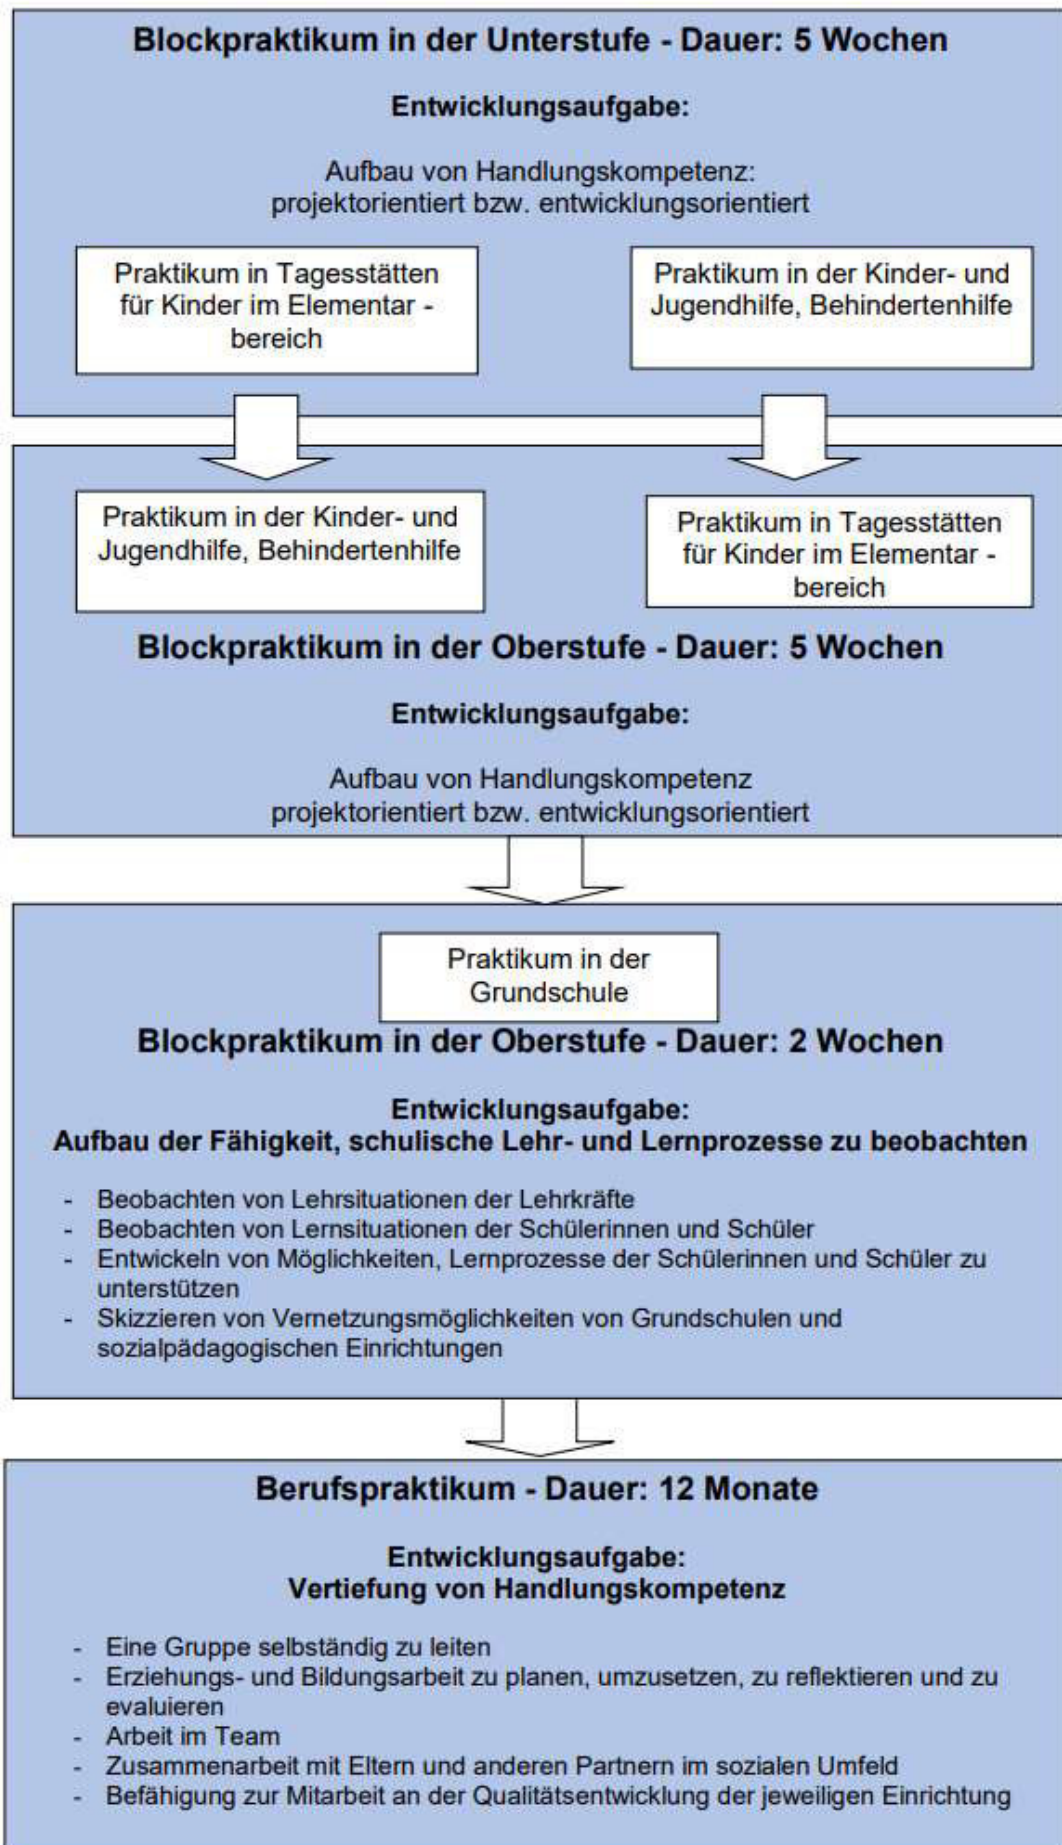 Blockpraktikum in der Unterstufe - Dauer: 5 Wochen
Entwicklungsaufgabe:
Aufbau von Handlungskompetenz:
projektorientiert bzw. entwicklungsorientiert
Praktikum in Tagesstätten
für Kinder im Elementar -
bereich
Praktikum in der Kinder- und
Jugendhilfe, Behindertenhilfe
Praktikum in der Kinder- und
Jugendhilfe, Behindertenhilfe
Praktikum in Tagesstätten
für Kinder im Elementar -
bereich
Blockpraktikum in der Oberstufe - Dauer: 5 Wochen
Entwicklungsaufgabe:
Aufbau von Handlungskompetenz
projektorientiert bzw. entwicklungsorientiert
Praktikum in der
Grundschule
Blockpraktikum in der Oberstufe - Dauer: 2 Wochen
Entwicklungsaufgabe:
Aufbau der Fähigkeit, schulische Lehr- und Lernprozesse zu beobachten
- Beobachten von Lehrsituationen der Lehrkräfte
- Beobachten von Lernsituationen der Schülerinnen und Schüler
- Entwickeln von Möglichkeiten, Lernprozesse der Schülerinnen und Schüler zu
unterstützen
- Skizzieren von Vernetzungsmöglichkeiten von Grundschulen und
sozialpädagogischen Einrichtungen
Berufspraktikum - Dauer: 12 Monate
Entwicklungsaufgabe:
Vertiefung von Handlungskompetenz
- Eine Gruppe selbständig zu leiten
- Erziehungs- und Bildungsarbeit zu planen, umzusetzen, zu reflektieren und zu
evaluieren
- Arbeit im Team
- Zusammenarbeit mit Eltern und anderen Partnern im sozialen Umfeld
- Befähigung zur Mitarbeit an der Qualitätsentwicklung der jeweiligen Einrichtung